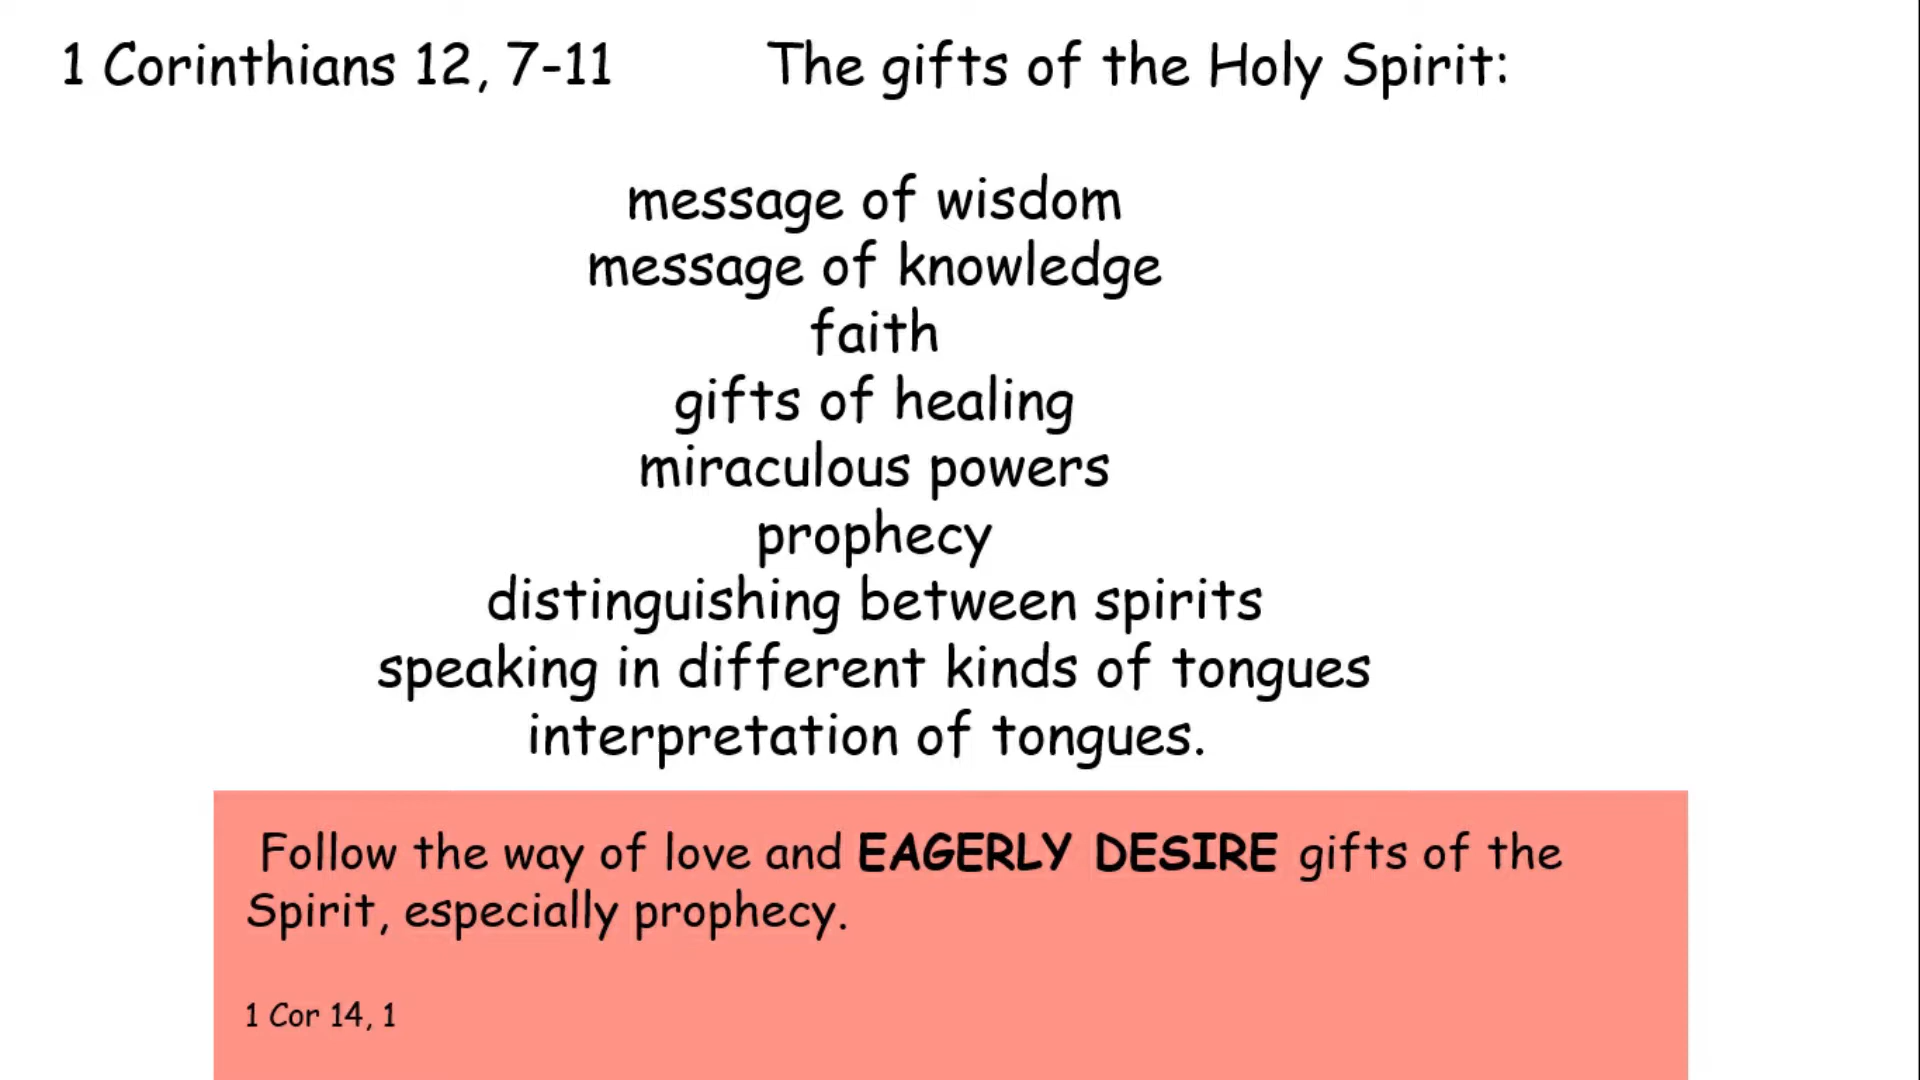 1 Corinthians 12, 7-11 The gifts of the Holy Spirit:
message of wisdom
message of knowledge
faith
gifts of healing
miraculous powers
prophecy
distinguishing between spirits
speaking in different kinds of tongues
interpretation of tongues.
Follow the way of love and EAGERLY DESIRE gifts of the
Spirit, especially prophecy.
1 Cor 14, 1